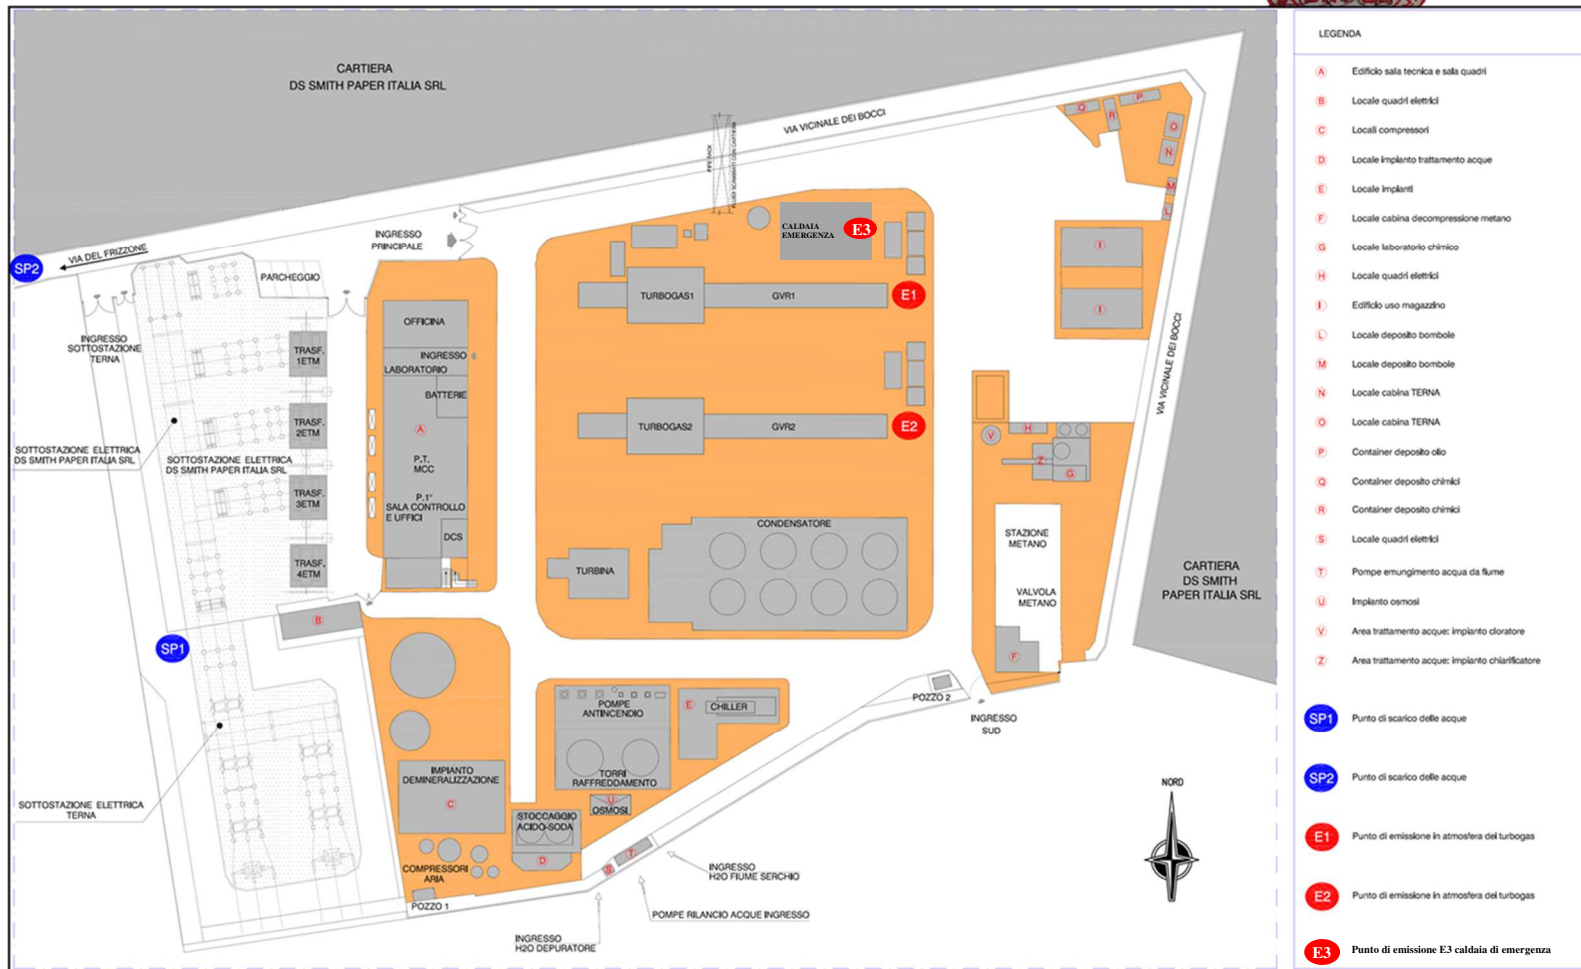 CARTIERA
DS SMITH PAPER ITALIA SRL
VIA VICINALE DEI BOCCI
PIPE RACK
FLUIDI SCAMBIATI CON CARTIERA
Q
R
P
O
N
M
L
INGRESSO
PRINCIPALE
CALDAIA
EMERGENZA
E3
SP2
VIA DEL FRIZZONE
PARCHEGGIO
I
TURBOGAS1
GVR1
E1
I
OFFICINA
INGRESSO
SOTTOSTAZIONE
TERNA
TRASF.
1ETM
INGRESSO
LABORATORIO
BATTERIE
VIA VICINALE DEI BOCCI
TRASF.
2ETM
A
TURBOGAS2
GVR2
E2
V
H
SOTTOSTAZIONE ELETTRICA
DS SMITH PAPER ITALIA SRL
SOTTOSTAZIONE ELETTRICA
DS SMITH PAPER ITALIA SRL
P.T.
MCC
Z
G
TRASF.
3ETM
P.1°
SALA CONTROLLO
E UFFICI
DCS
CONDENSATORE
STAZIONE
METANO
TRASF.
4ETM
TURBINA
VALVOLA
METANO
CARTIERA
DS SMITH
PAPER ITALIA SRL
B
SP1
F
POZZO 2
INGRESSO
SUD
POMPE
ANTINCENDIO
E
CHILLER
TORRI
RAFFREDDAMENTO
IMPIANTO
DEMINERALIZZAZIONE
C
U
OSMOSI
SOTTOSTAZIONE ELETTRICA
TERNA
STOCCAGGIO
ACIDO-SODA
D
COMPRESSORI
ARIA
S
T
POZZO 1
INGRESSO
H2O FIUME SERCHIO
POMPE RILANCIO ACQUE INGRESSO
INGRESSO
H2O DEPURATORE
NORD
LEGENDA
A Edificio sala tecnica e sala quadri
B Locale quadri elettrici
C Locali compressori
D Locale impianto trattamento acque
E Locale impianti
F Locale cabina decompressione metano
G Locale laboratorio chimico
H Locale quadri elettrici
I Edificio uso magazzino
L Locale deposito bombole
M Locale deposito bombole
N Locale cabina TERNA
O Locale cabina TERNA
P Container deposito olio
Q Container deposito chimici
R Container deposito chimici
S Locale quadri elettrici
T Pompe emungimento acqua da fiume
U Impianto osmosi
V Area trattamento acque: impianto cloratore
Z Area trattamento acque: impianto chiarificatore
SP1 Punto di scarico delle acque
SP2 Punto di scarico delle acque
E1 Punto di emissione in atmosfera dei turbogas
E2 Punto di emissione in atmosfera dei turbogas
E3 Punto di emissione E3 caldaia di emergenza